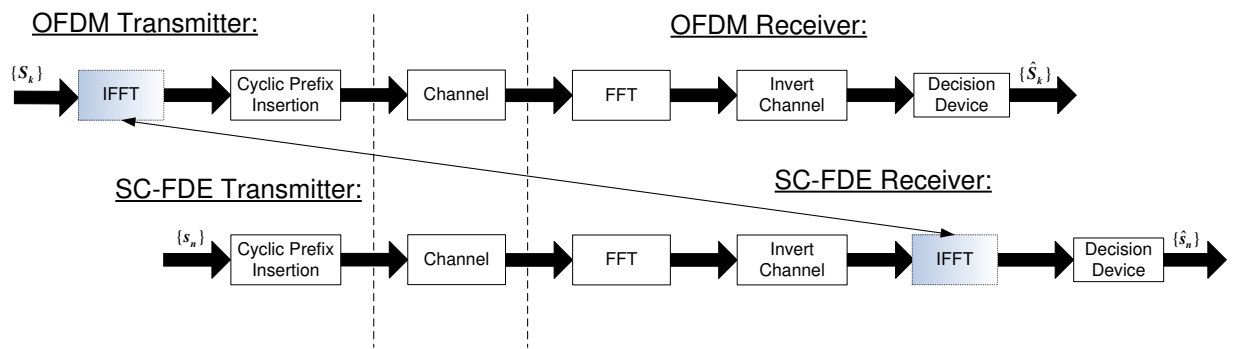 OFDM Transmitter:
OFDM Receiver:
{S_k}
IFFT
Cyclic Prefix
Insertion
Channel
FFT
Invert
Channel
Decision
Device
{Ŝ_k}
SC-FDE Transmitter:
SC-FDE Receiver:
{s_n}
Cyclic Prefix
Insertion
Channel
FFT
Invert
Channel
IFFT
Decision
Device
{ŝ_n}